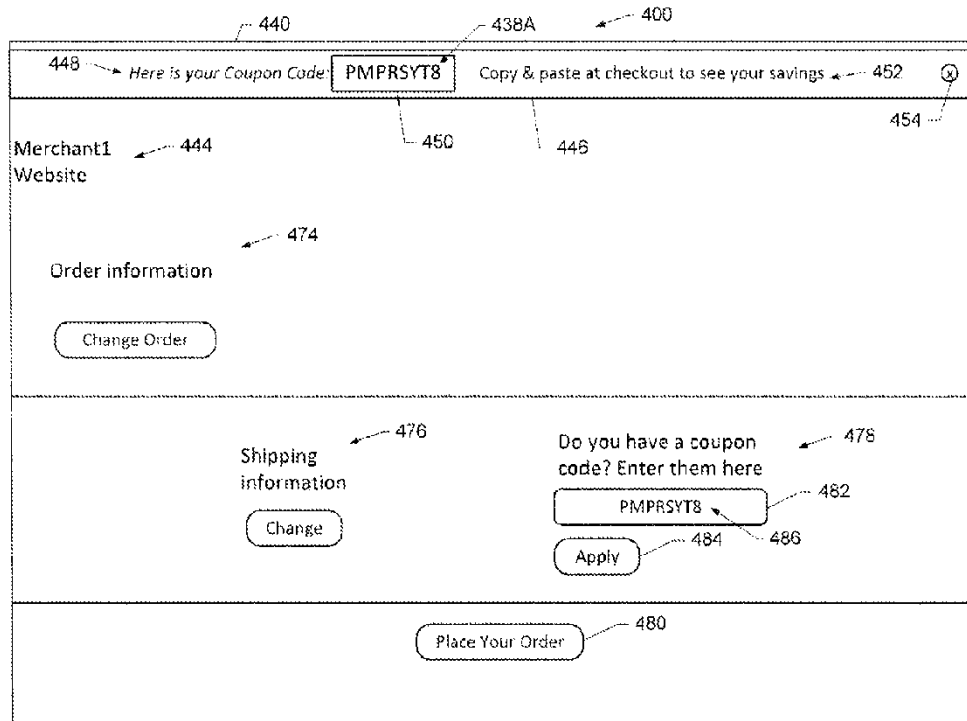 440
438A
400
448
Here is your Coupon Code:
PMPRSYT8
Copy & paste at checkout to see your savings
452
x
450
446
454
Merchant1
Website
444
474
Order information
Change Order
476
Shipping
information
Change
Do you have a coupon
code? Enter them here
478
PMPRSYT8
482
486
Apply
484
Place Your Order
480